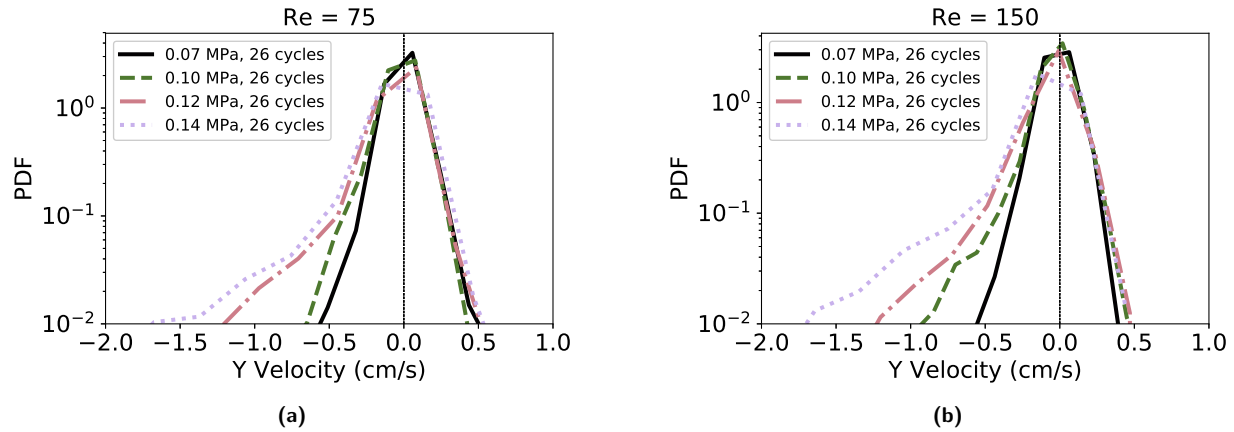 Re = 75
0.07 MPa, 26 cycles
0.10 MPa, 26 cycles
0.12 MPa, 26 cycles
0.14 MPa, 26 cycles
10^0
10^−1
10^−2
PDF
−2.0 −1.5 −1.0 −0.5 0.0 0.5 1.0
Y Velocity (cm/s)
(a)
Re = 150
0.07 MPa, 26 cycles
0.10 MPa, 26 cycles
0.12 MPa, 26 cycles
0.14 MPa, 26 cycles
10^0
10^−1
10^−2
PDF
−2.0 −1.5 −1.0 −0.5 0.0 0.5 1.0
Y Velocity (cm/s)
(b)